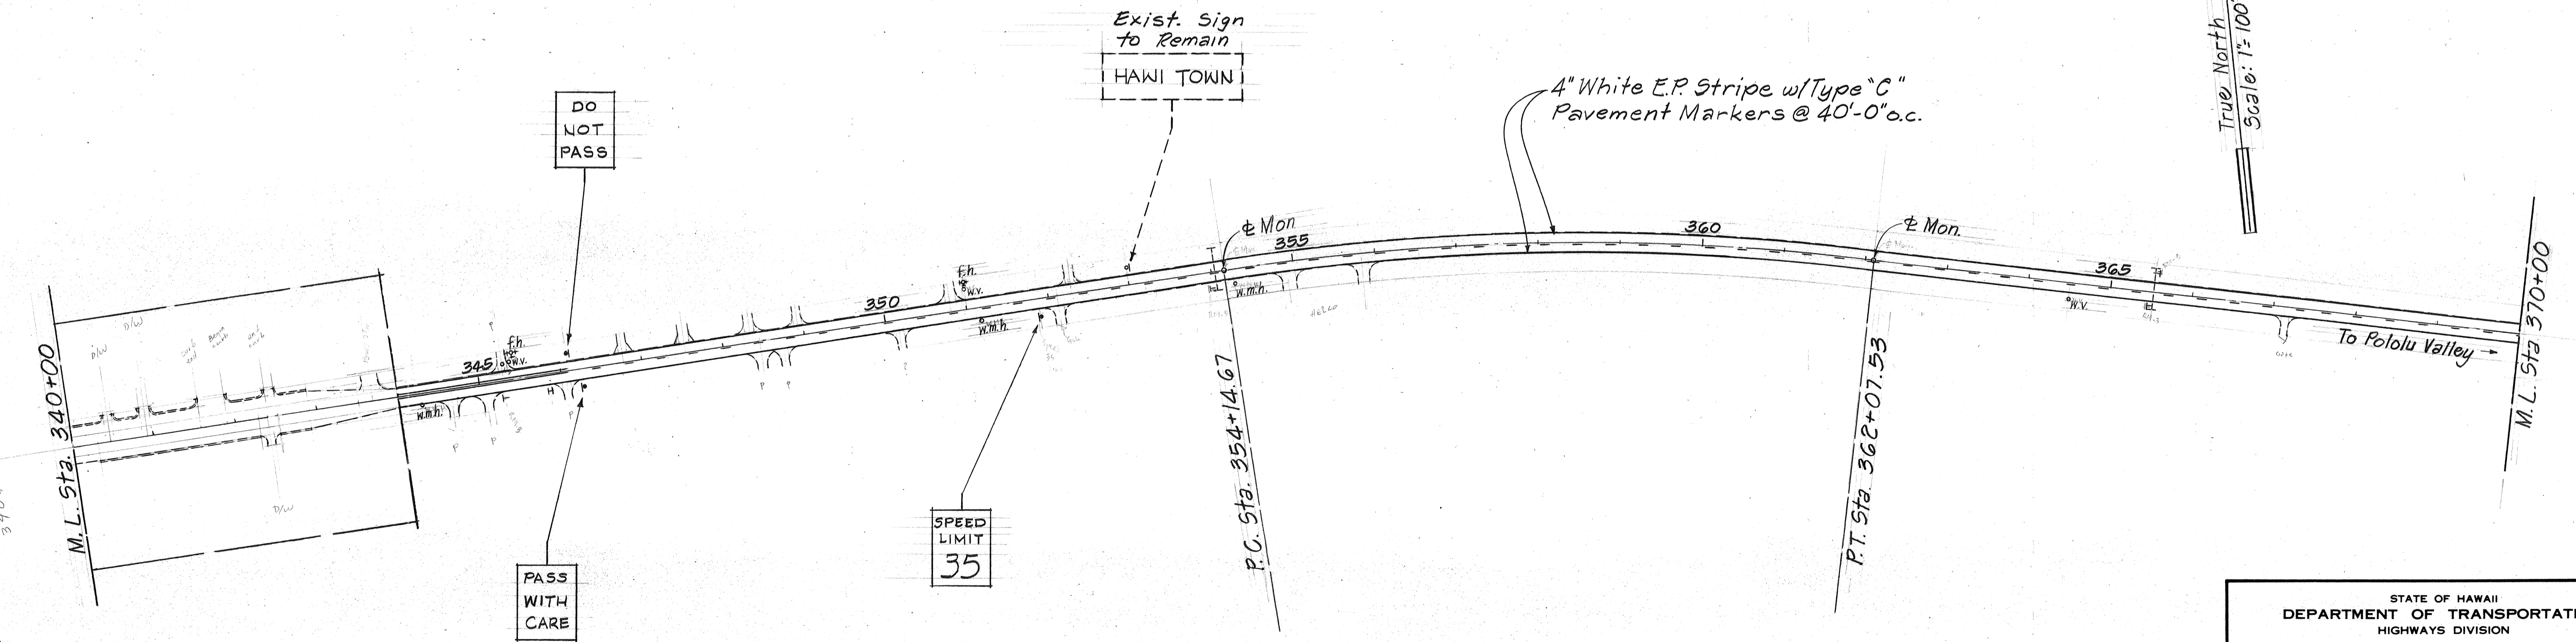 Exist. Sign
to Remain
HAWI TOWN
DO
NOT
PASS
4" White E.P. Stripe w/Type "C"
Pavement Markers @ 40'-0" o.c.
True North
Scale: 1"=100'
℄ Mon
355
360
℄ Mon.
365
f.h.
w.v.
350
w.m.h.
w.m.h.
f.h.
w.v.
345
w.m.h.
w.v.
To Pololu Valley
M.L. Sta. 340+00
P.C. Sta. 354+14.67
P.T. Sta. 362+07.53
M.L. Sta 370+00
D/W
D/W
D/W
HELCO
P
P
P
P
P
SPEED
LIMIT
35
PASS
WITH
CARE
STATE OF HAWAII
DEPARTMENT OF TRANSPORTATI
HIGHWAYS DIVISION